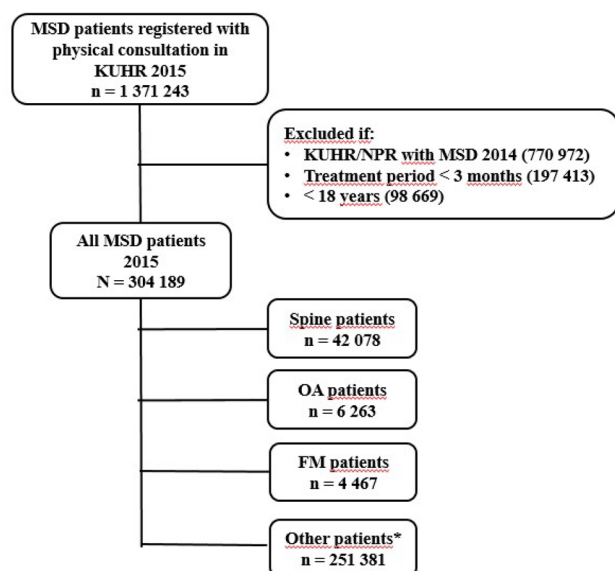 MSD patients registered with
physical consultation in
KUHR 2015
n = 1 371 243
Excluded if:
• KUHR/NPR with MSD 2014 (770 972)
• Treatment period < 3 months (197 413)
• < 18 years (98 669)
All MSD patients
2015
N = 304 189
Spine patients
n = 42 078
OA patients
n = 6 263
FM patients
n = 4 467
Other patients*
n = 251 381